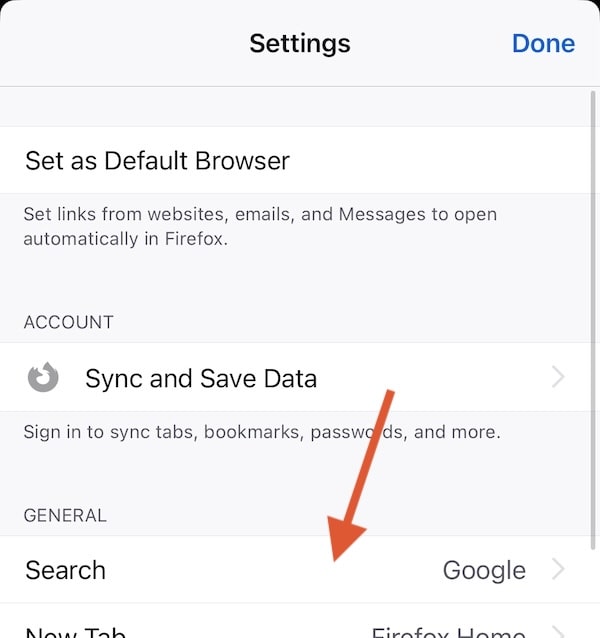 Settings
Done
Set as Default Browser
Set links from websites, emails, and Messages to open
automatically in Firefox.
ACCOUNT
Sync and Save Data
Sign in to sync tabs, bookmarks, passwords, and more.
GENERAL
Search
Google
New Tab
Firefox Home